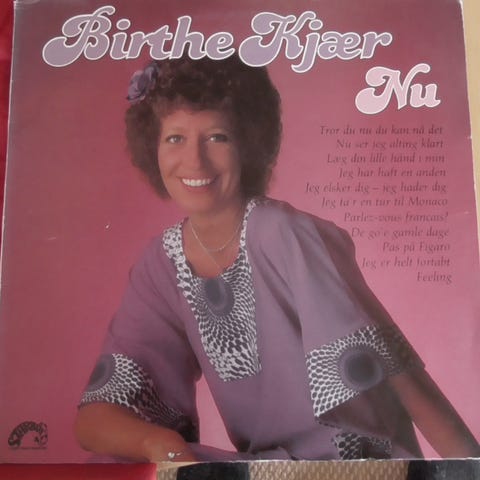 Birthe Kjær
Nu
Tror du nu du kan nå det
Nu ser jeg alting klart
Læg din lille hånd i min
Jeg har haft en anden
Jeg elsker dig – jeg hader dig
Jeg ta'r en tur til Monaco
Parlez-vous francais?
De go'e gamle dage
Pas på Figaro
Jeg er helt fortabt
Feeling